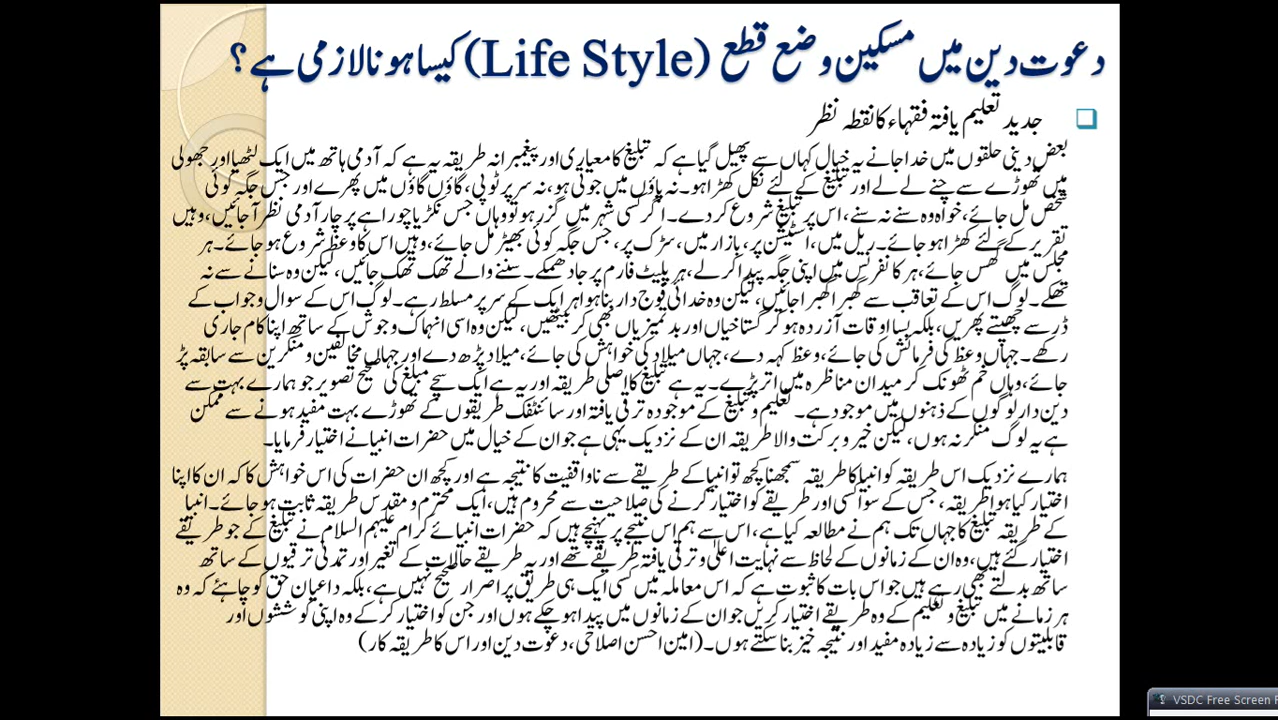 دعوت دین میں مسکین وضع قطع (Life Style) کیسا ہونا لازمی ہے؟
جدید تعلیم یافتہ فقہاء کا نقطہ نظر
بعض دینی حلقوں میں خدا جانے یہ خیال کہاں سے پھیل گیا ہے کہ تبلیغ کا معیاری اور پیغمبرانہ طریقہ یہ ہے کہ آدمی ہاتھ میں ایک لٹھیا اور جھولی
میں تھوڑے سے چنے لے لے اور تبلیغ کے لئے نکل کھڑا ہو۔ نہ پاؤں میں جوتی ہو، نہ سر پر ٹوپی، گاؤں گاؤں میں پھرے اور جس جگہ کوئی
شخص مل جائے، خواہ وہ سنے نہ سنے، اس پر تبلیغ شروع کر دے۔ اگر کسی شہر میں گزر ہو تو وہاں جس نکڑ یا چوراہے پر چار آدمی نظر آ جائیں، وہیں
تقریر کے لئے کھڑا ہو جائے۔ ریل میں، اسٹیشن پر، بازار میں، سڑک پر، جس جگہ کوئی بھیڑ مل جائے، وہیں اس کا وعظ شروع ہو جائے۔ ہر
مجلس میں گھس جائے، ہر کانفرنس میں اپنی جگہ پیدا کر لے، ہر پلیٹ فارم پر جا دھمکے۔ سننے والے تھک تھک جائیں، لیکن وہ سنانے سے نہ
تھکے۔ لوگ اس کے تعاقب سے گھبرا گھبرا جائیں، لیکن وہ خدائی فوج دار بنا ہوا ہر ایک کے سر پر مسلط رہے۔ لوگ اس کے سوال و جواب کے
ڈر سے چھپتے پھریں، بلکہ بسا اوقات آزردہ ہو کر گستاخیاں اور بدتمیزیاں بھی کر بیٹھیں، لیکن وہ اسی انہماک و جوش کے ساتھ اپنا کام جاری
رکھے۔ جہاں وعظ کی فرمائش کی جائے، وعظ کہہ دے، جہاں میلاد کی خواہش کی جائے، میلاد پڑھ دے اور جہاں مخالفین و منکرین سے سابقہ پڑ
جائے، وہاں خم ٹھونک کر میدان مناظرہ میں اتر پڑے۔ یہ ہے تبلیغ کا اصلی طریقہ اور یہ ہے ایک سچے مبلغ کی صحیح تصویر جو ہمارے بہت سے
دین دار لوگوں کے ذہنوں میں موجود ہے۔ تعلیم و تبلیغ کے موجودہ ترقی یافتہ اور سائنٹفک طریقوں کے تھوڑے بہت مفید ہونے سے ممکن
ہے یہ لوگ منکر نہ ہوں، لیکن خیر و برکت والا طریقہ ان کے نزدیک یہی ہے جو ان کے خیال میں حضرات انبیا نے اختیار فرمایا۔
ہمارے نزدیک اس طریقہ کو انبیا کا طریقہ سمجھنا کچھ تو انبیا کے طریقے سے ناواقفیت کا نتیجہ ہے اور کچھ ان حضرات کی اس خواہش کا کہ ان کا اپنا
اختیار کیا ہوا طریقہ، جس کے سوا کسی اور طریقے کو اختیار کرنے کی صلاحیت سے محروم ہیں، ایک محترم و مقدس طریقہ ثابت ہو جائے۔ انبیا
کے طریقہ تبلیغ کا جہاں تک ہم نے مطالعہ کیا ہے، اس سے ہم اس نتیجے پر پہنچے ہیں کہ حضرات انبیائے کرام علیہم السلام نے تبلیغ کے جو طریقے
اختیار کئے ہیں، وہ ان کے زمانوں کے لحاظ سے نہایت اعلٰی و ترقی یافتہ طریقے تھے اور یہ طریقے حالات کے تغیر اور تمدنی ترقیوں کے ساتھ
ساتھ بدلتے بھی رہے ہیں جو اس بات کا ثبوت ہے کہ اس معاملہ میں کسی ایک ہی طریق پر اصرار صحیح نہیں ہے، بلکہ داعیان حق کو چاہئے کہ وہ
ہر زمانے میں تبلیغ و تعلیم کے وہ طریقے اختیار کریں جو ان کے زمانوں میں پیدا ہو چکے ہوں اور جن کو اختیار کر کے وہ اپنی کوششوں اور
قابلیتوں کو زیادہ سے زیادہ مفید اور نتیجہ خیز بنا سکتے ہوں۔ (امین احسن اصلاحی، دعوت دین اور اس کا طریقہ کار)
VSDC Free Screen